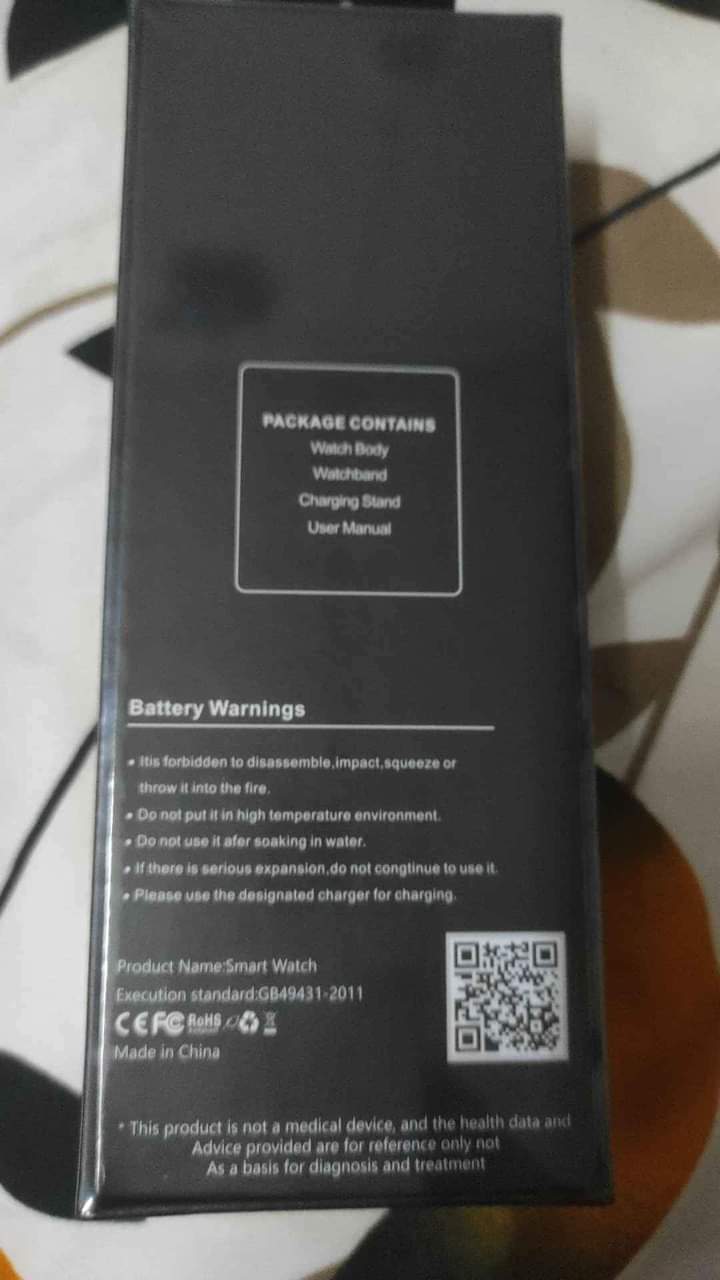 PACKAGE CONTAINS
Watch Body
Watchband
Charging Stand
User Manual
Battery Warnings
• Itis forbidden to disassemble,impact,squeeze or
throw it into the fire.
• Do not put it in high temperature environment.
• Do not use it afer soaking in water.
• If there is serious expansion,do not congtinue to use it.
• Please use the designated charger for charging.
Product Name:Smart Watch
Execution standard:GB49431-2011
CE FC RoHS
Made in China
* This product is not a medical device, and the health data and
Advice provided are for reference only not
As a basis for diagnosis and treatment